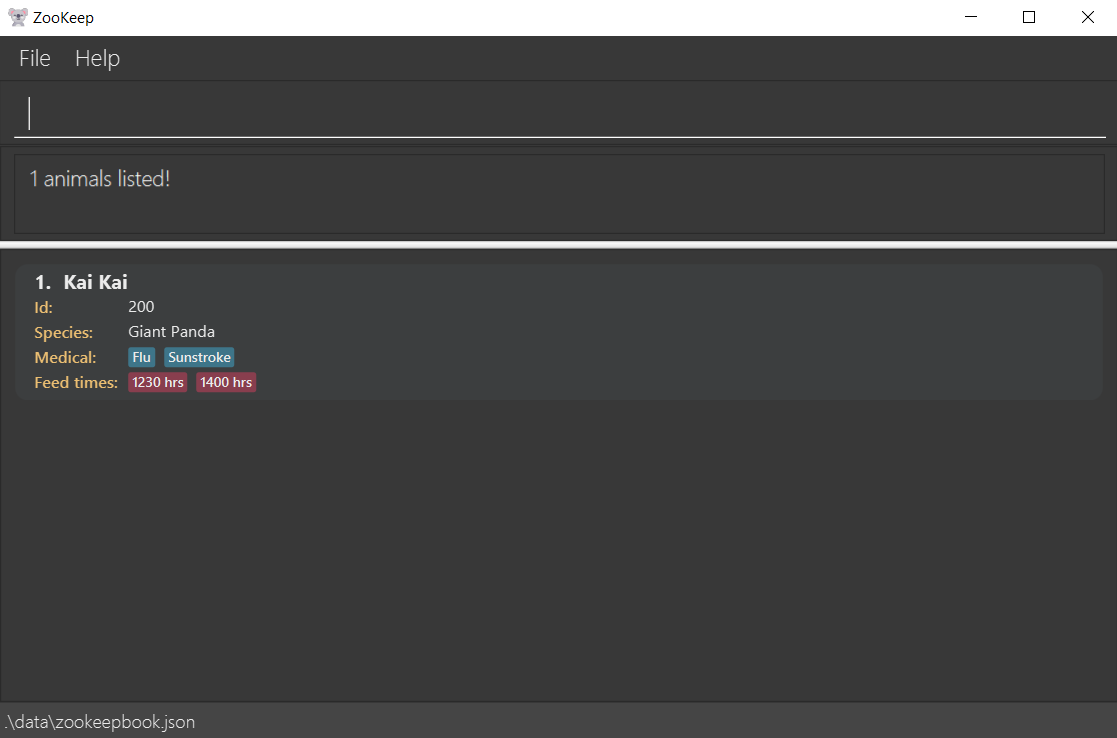 ZooKeep
File Help
1 animals listed!
1. Kai Kai
Id: 200
Species: Giant Panda
Medical: Flu Sunstroke
Feed times: 1230 hrs 1400 hrs
.\data\zookeepbook.json